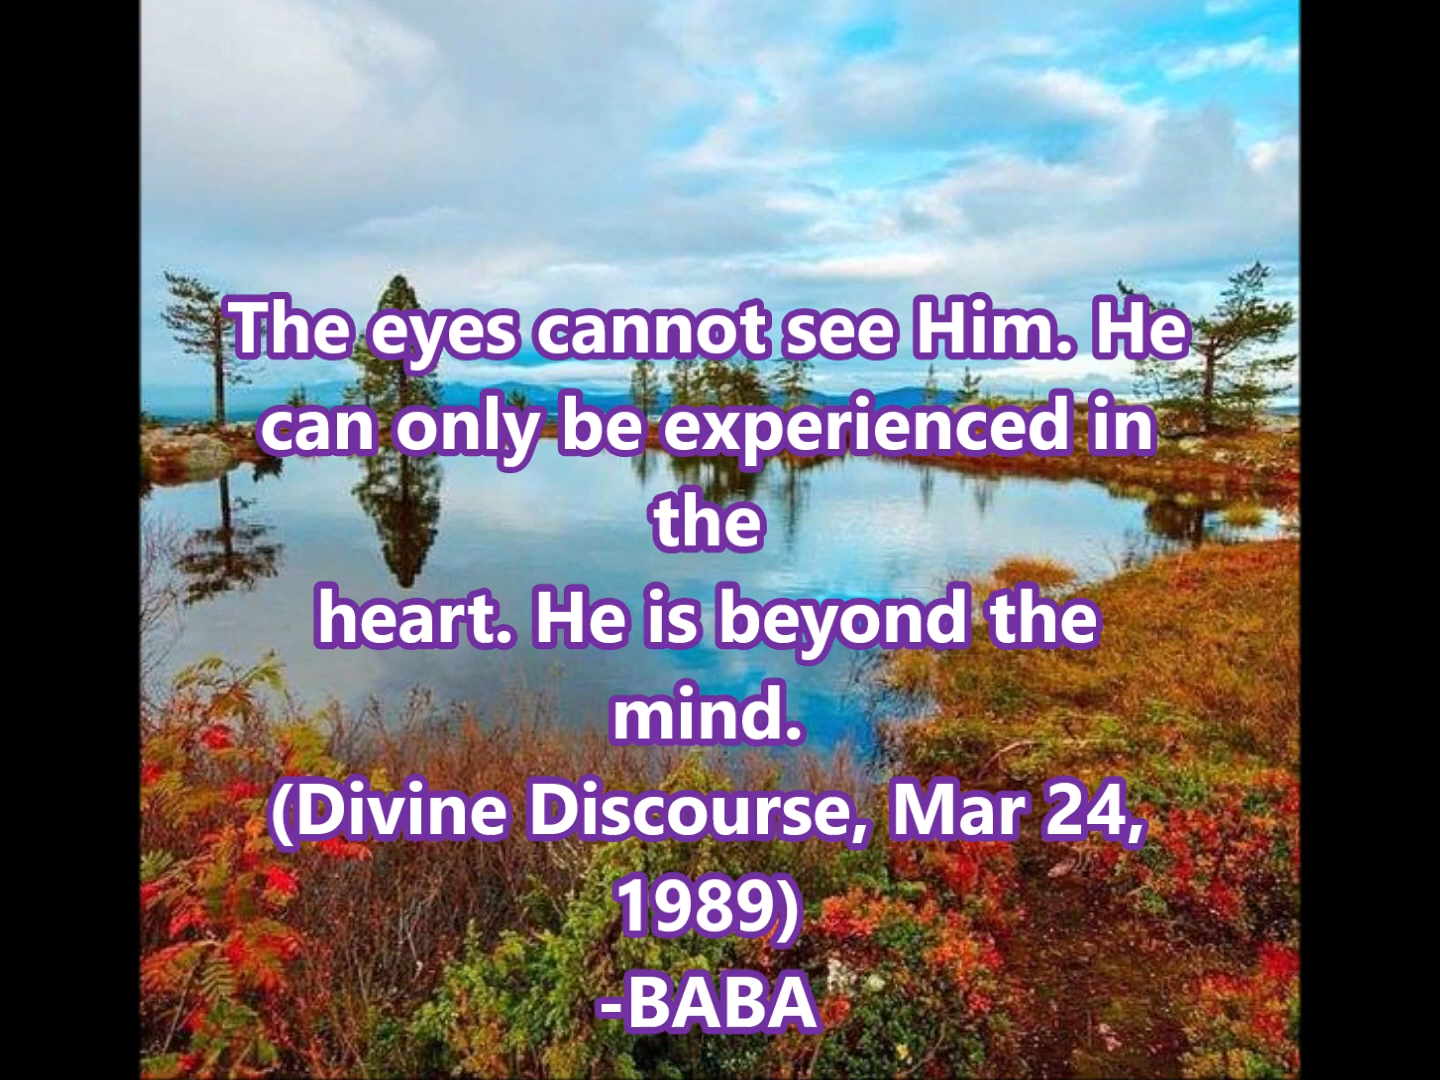 The eyes cannot see Him. He
can only be experienced in
the
heart. He is beyond the
mind.
(Divine Discourse, Mar 24,
1989)
-BABA